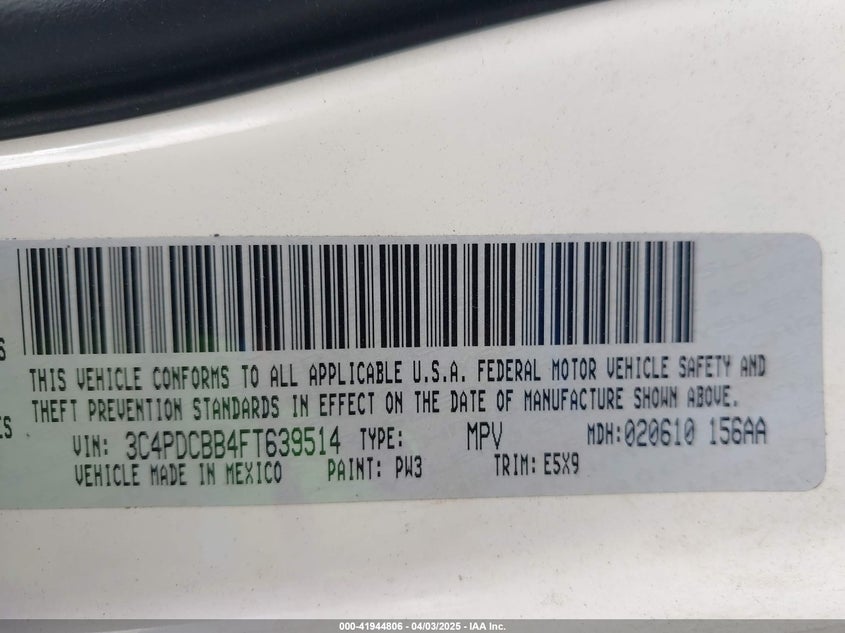 S
THIS VEHICLE CONFORMS TO ALL APPLICABLE U.S.A. FEDERAL MOTOR VEHICLE SAFETY AND
THEFT PREVENTION STANDARDS IN EFFECT ON THE DATE OF MANUFACTURE SHOWN ABOVE.
ES
VIN: 3C4PDCBB4FT639514 TYPE: MPV MDH:020610 156AA
VEHICLE MADE IN MEXICO PAINT: PW3 TRIM: E5X9
000-41944806 - 04/03/2025 - IAA Inc.